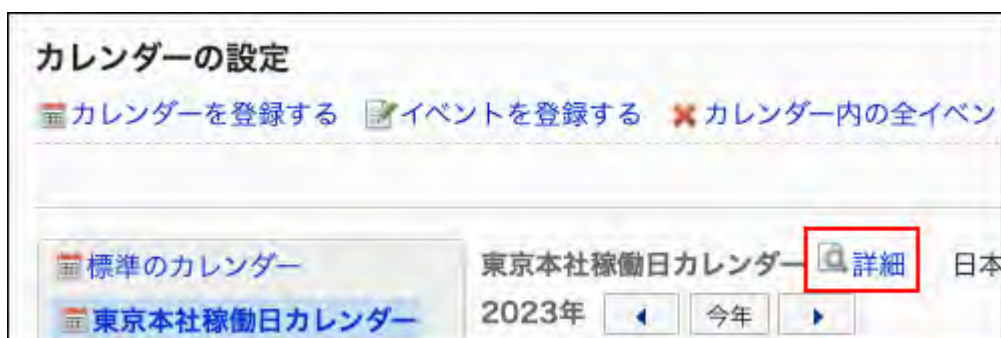 カレンダーの設定
カレンダーを登録する イベントを登録する カレンダー内の全イベン
標準のカレンダー
東京本社稼働日カレンダー
東京本社稼働日カレンダー 詳細 日本
2023年 今年